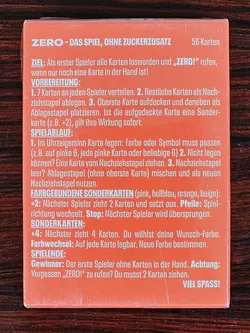 ZERO - DAS SPIEL, OHNE ZUCKERZUSATZ 56 Karten
ZIEL: Als erster Spieler alle Karten loswerden und „ZERO!“ rufen,
wenn nur noch eine Karte in der Hand ist!
VORBEREITUNG:
1. 7 Karten an jeden Spieler verteilen. 2. Restliche Karten als Nach-
ziehstapel ablegen. 3. Oberste Karte aufdecken und daneben als
Ablagestapel platzieren. Ist die aufgedeckte Karte eine Sonderkarte
(z.B. +2), gilt ihre Wirkung sofort.
SPIELABLAUF:
1. Im Uhrzeigersinn Karte legen: Farbe oder Symbol muss passen
(z.B. auf pinke 6, jede pinke Karte oder beliebige 6) 2. Nicht legen
können? Eine Karte vom Nachziehstapel ziehen. 3. Nachziehstapel
leer? Ablagestapel (ohne oberste Karte) mischen und als neuen
Nachziehstapel nutzen.
FARBGEBUNDENE SONDERKARTEN (pink, hellblau, orange, beige):
+2: Nächster Spieler zieht 2 Karten und setzt aus. Pfeile: Spiel-
richtung wechselt. Stop: Nächster Spieler wird übersprungen.
SONDERKARTEN:
+4: Nächster Spieler zieht 4 Karten. Du wählst deine Wunsch-Farbe.
Farbwechsel: Auf jede Karte legbar. Neue Farbe bestimmen.
SPIELENDE:
Gewinner: Der erste Spieler ohne Karten in der Hand. Achtung:
Vergessen „ZERO!“ zu rufen? Du musst 2 Karten ziehen.
VIEL SPASS!